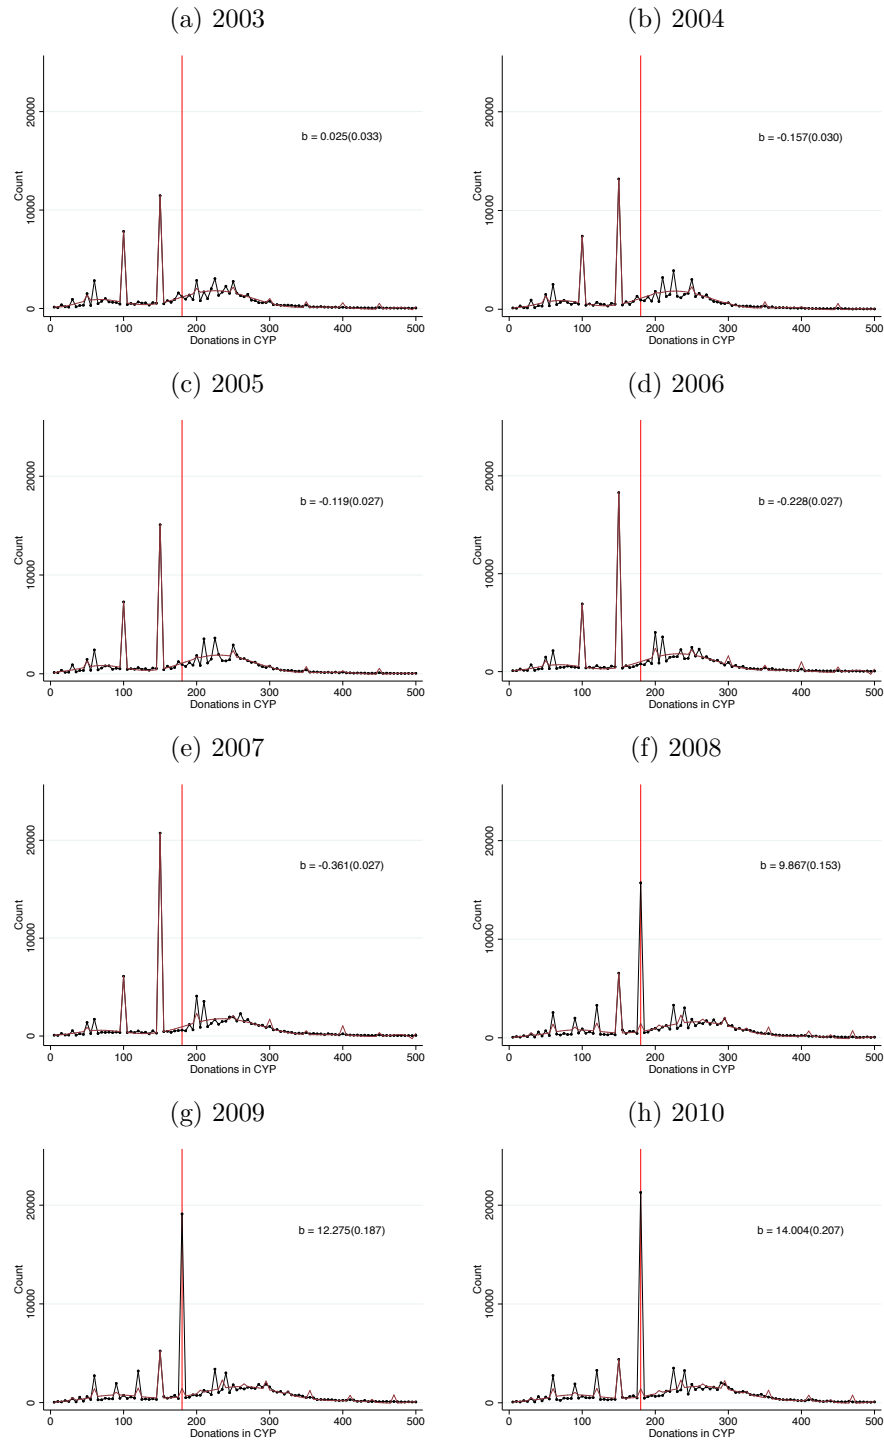 (a) 2003
(b) 2004
20000
10000
0
Count
b = 0.025(0.033)
0 100 200 300 400 500
Donations in CYP
20000
10000
0
Count
b = -0.157(0.030)
0 100 200 300 400 500
Donations in CYP
(c) 2005
(d) 2006
20000
10000
0
Count
b = -0.119(0.027)
0 100 200 300 400 500
Donations in CYP
20000
10000
0
Count
b = -0.228(0.027)
0 100 200 300 400 500
Donations in CYP
(e) 2007
(f) 2008
20000
10000
0
Count
b = -0.361(0.027)
0 100 200 300 400 500
Donations in CYP
20000
10000
0
Count
b = 9.867(0.153)
0 100 200 300 400 500
Donations in CYP
(g) 2009
(h) 2010
20000
10000
0
Count
b = 12.275(0.187)
0 100 200 300 400 500
Donations in CYP
20000
10000
0
Count
b = 14.004(0.207)
0 100 200 300 400 500
Donations in CYP